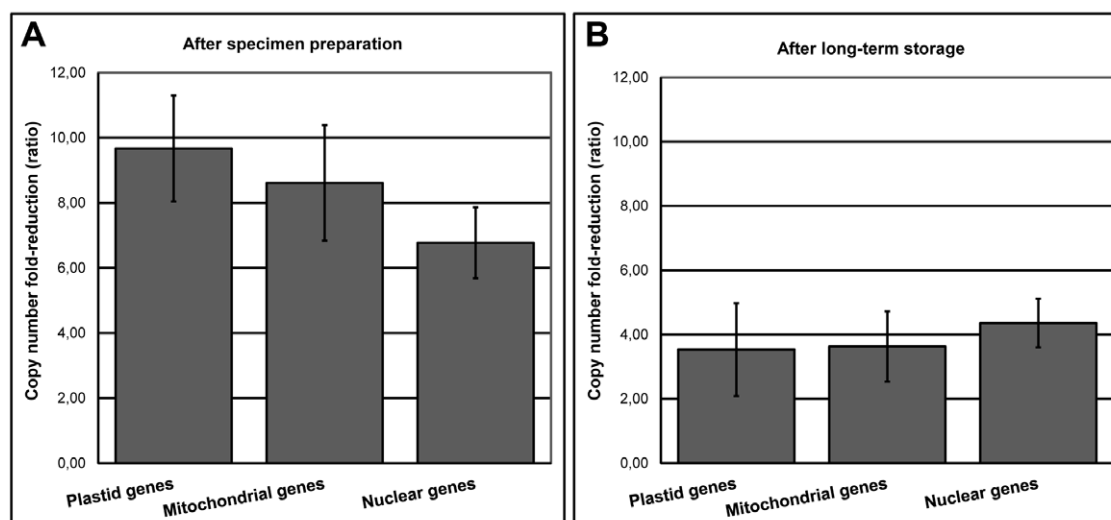 A
After specimen preparation
Copy number fold-reduction (ratio)
12,00
10,00
8,00
6,00
4,00
2,00
0,00
Plastid genes
Mitochondrial genes
Nuclear genes
B
After long-term storage
Copy number fold-reduction (ratio)
12,00
10,00
8,00
6,00
4,00
2,00
0,00
Plastid genes
Mitochondrial genes
Nuclear genes